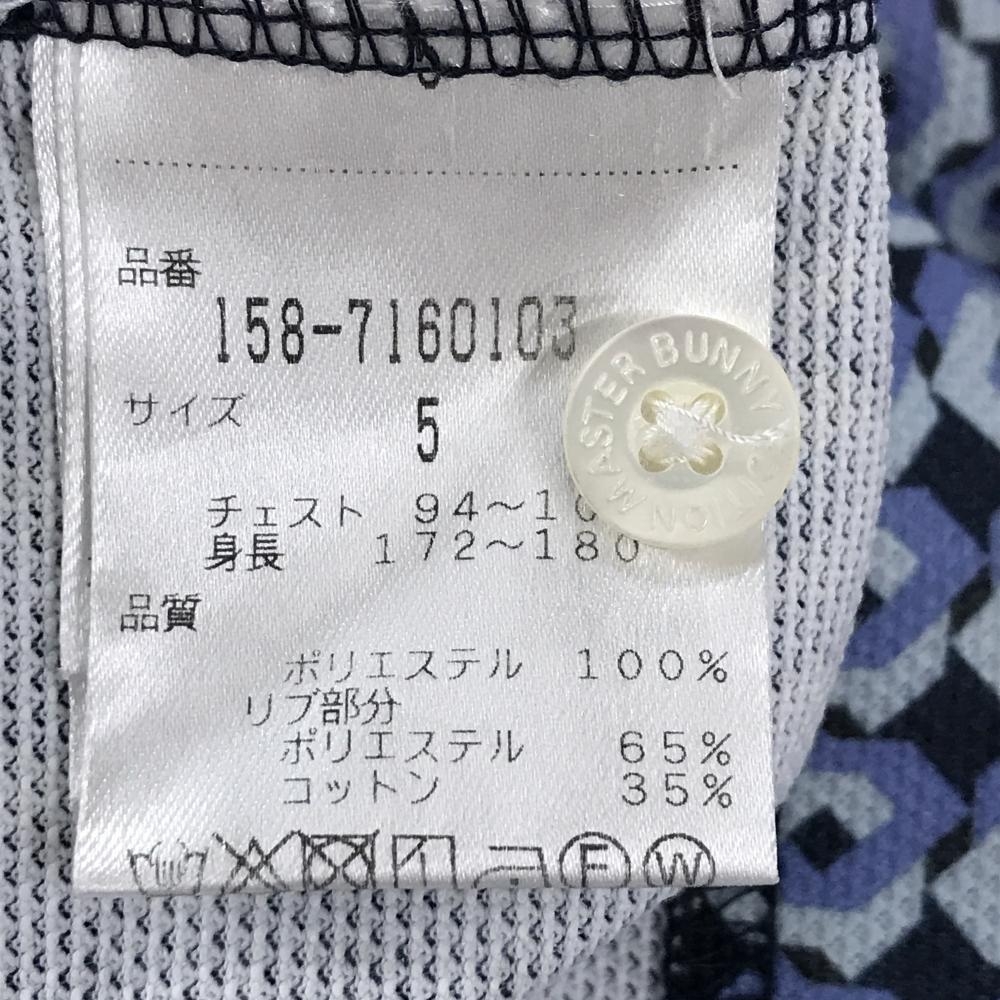 品番
158-7160103
サイズ
5
チェスト 94～1
身長 172～180
品質
ポリエステル 100%
リブ部分
ポリエステル 65%
コットン 35%
F W
MASTER BUNNY